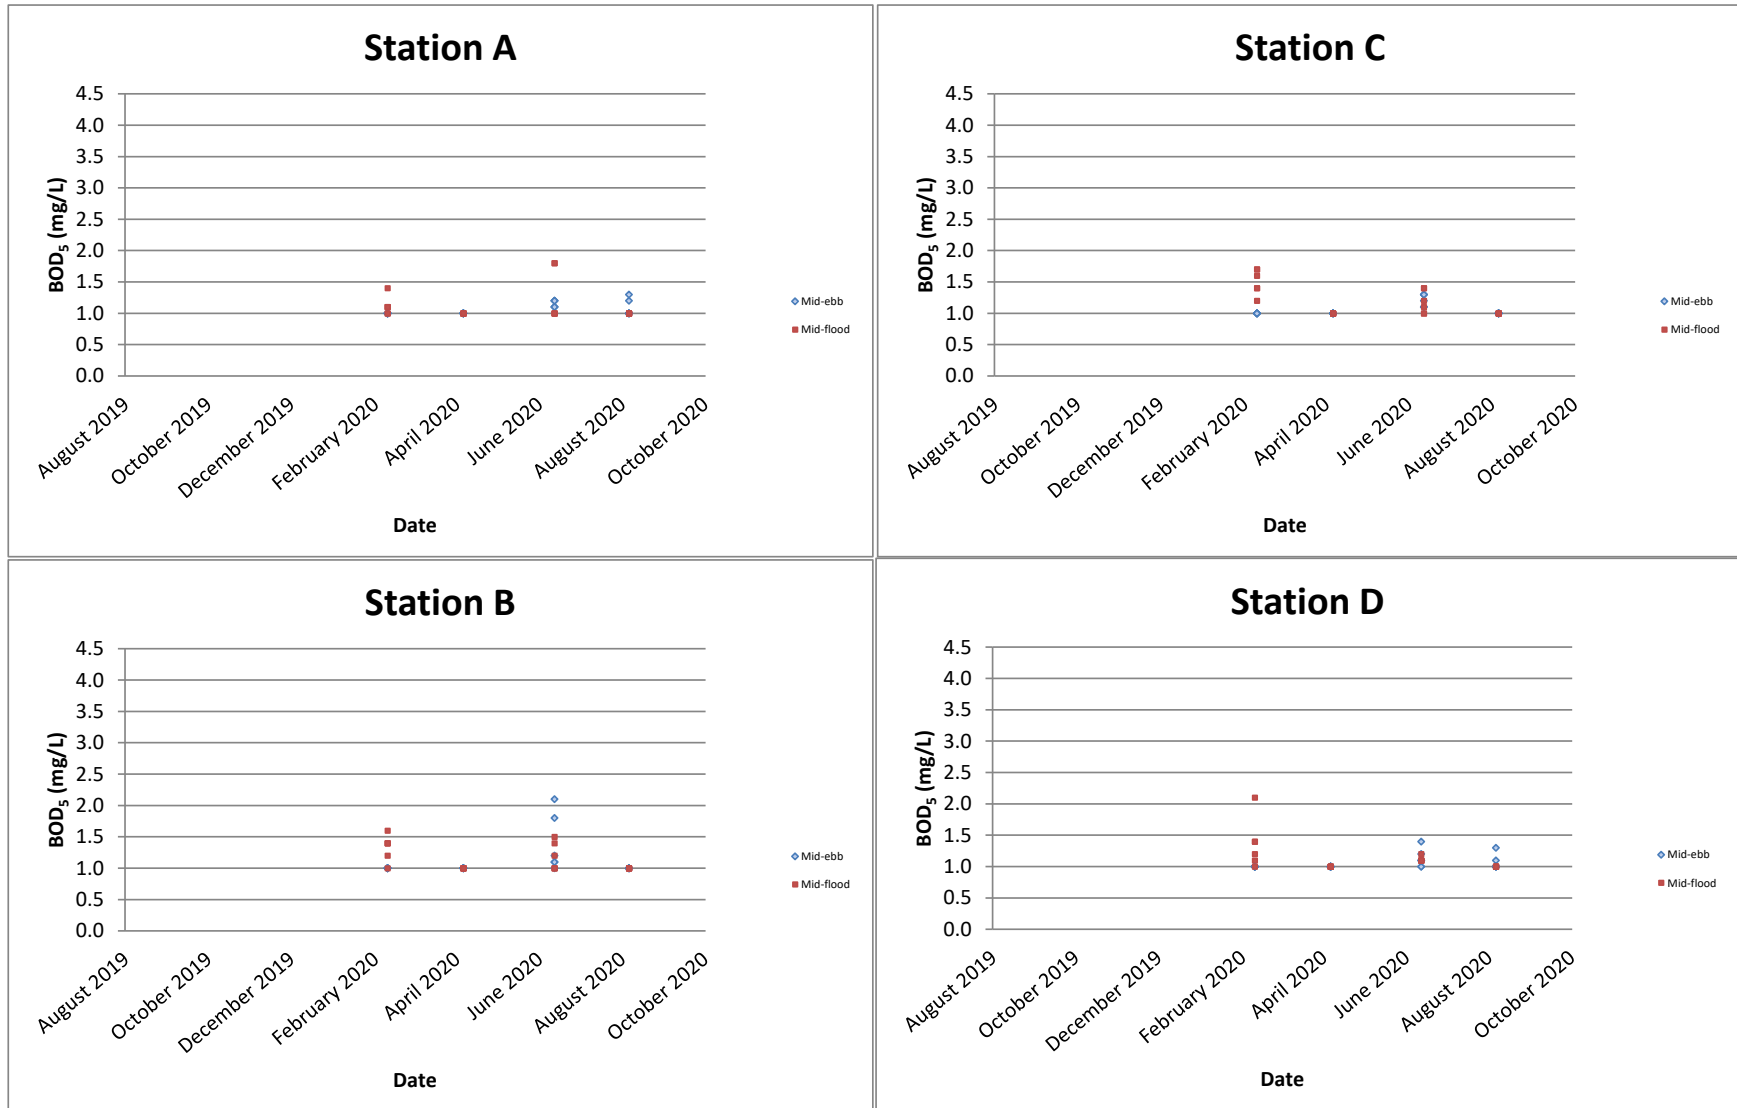 Station A
4.5
4.0
3.5
3.0
2.5
2.0
1.5
1.0
0.5
0.0
BOD₅ (mg/L)
August 2019
October 2019
December 2019
February 2020
April 2020
June 2020
August 2020
October 2020
Date
Mid-ebb
Mid-flood
Station C
4.5
4.0
3.5
3.0
2.5
2.0
1.5
1.0
0.5
0.0
BOD₅ (mg/L)
August 2019
October 2019
December 2019
February 2020
April 2020
June 2020
August 2020
October 2020
Date
Mid-ebb
Mid-flood
Station B
4.5
4.0
3.5
3.0
2.5
2.0
1.5
1.0
0.5
0.0
BOD₅ (mg/L)
August 2019
October 2019
December 2019
February 2020
April 2020
June 2020
August 2020
October 2020
Date
Mid-ebb
Mid-flood
Station D
4.5
4.0
3.5
3.0
2.5
2.0
1.5
1.0
0.5
0.0
BOD₅ (mg/L)
August 2019
October 2019
December 2019
February 2020
April 2020
June 2020
August 2020
October 2020
Date
Mid-ebb
Mid-flood